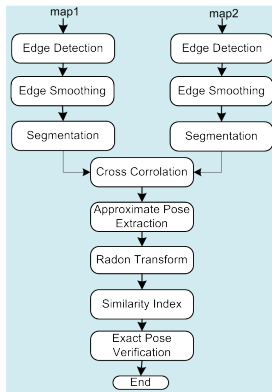 map1
map2
Edge Detection
Edge Detection
Edge Smoothing
Edge Smoothing
Segmentation
Segmentation
Cross Corrolation
Approximate Pose
Extraction
Radon Transform
Similarity Index
Exact Pose
Verification
End